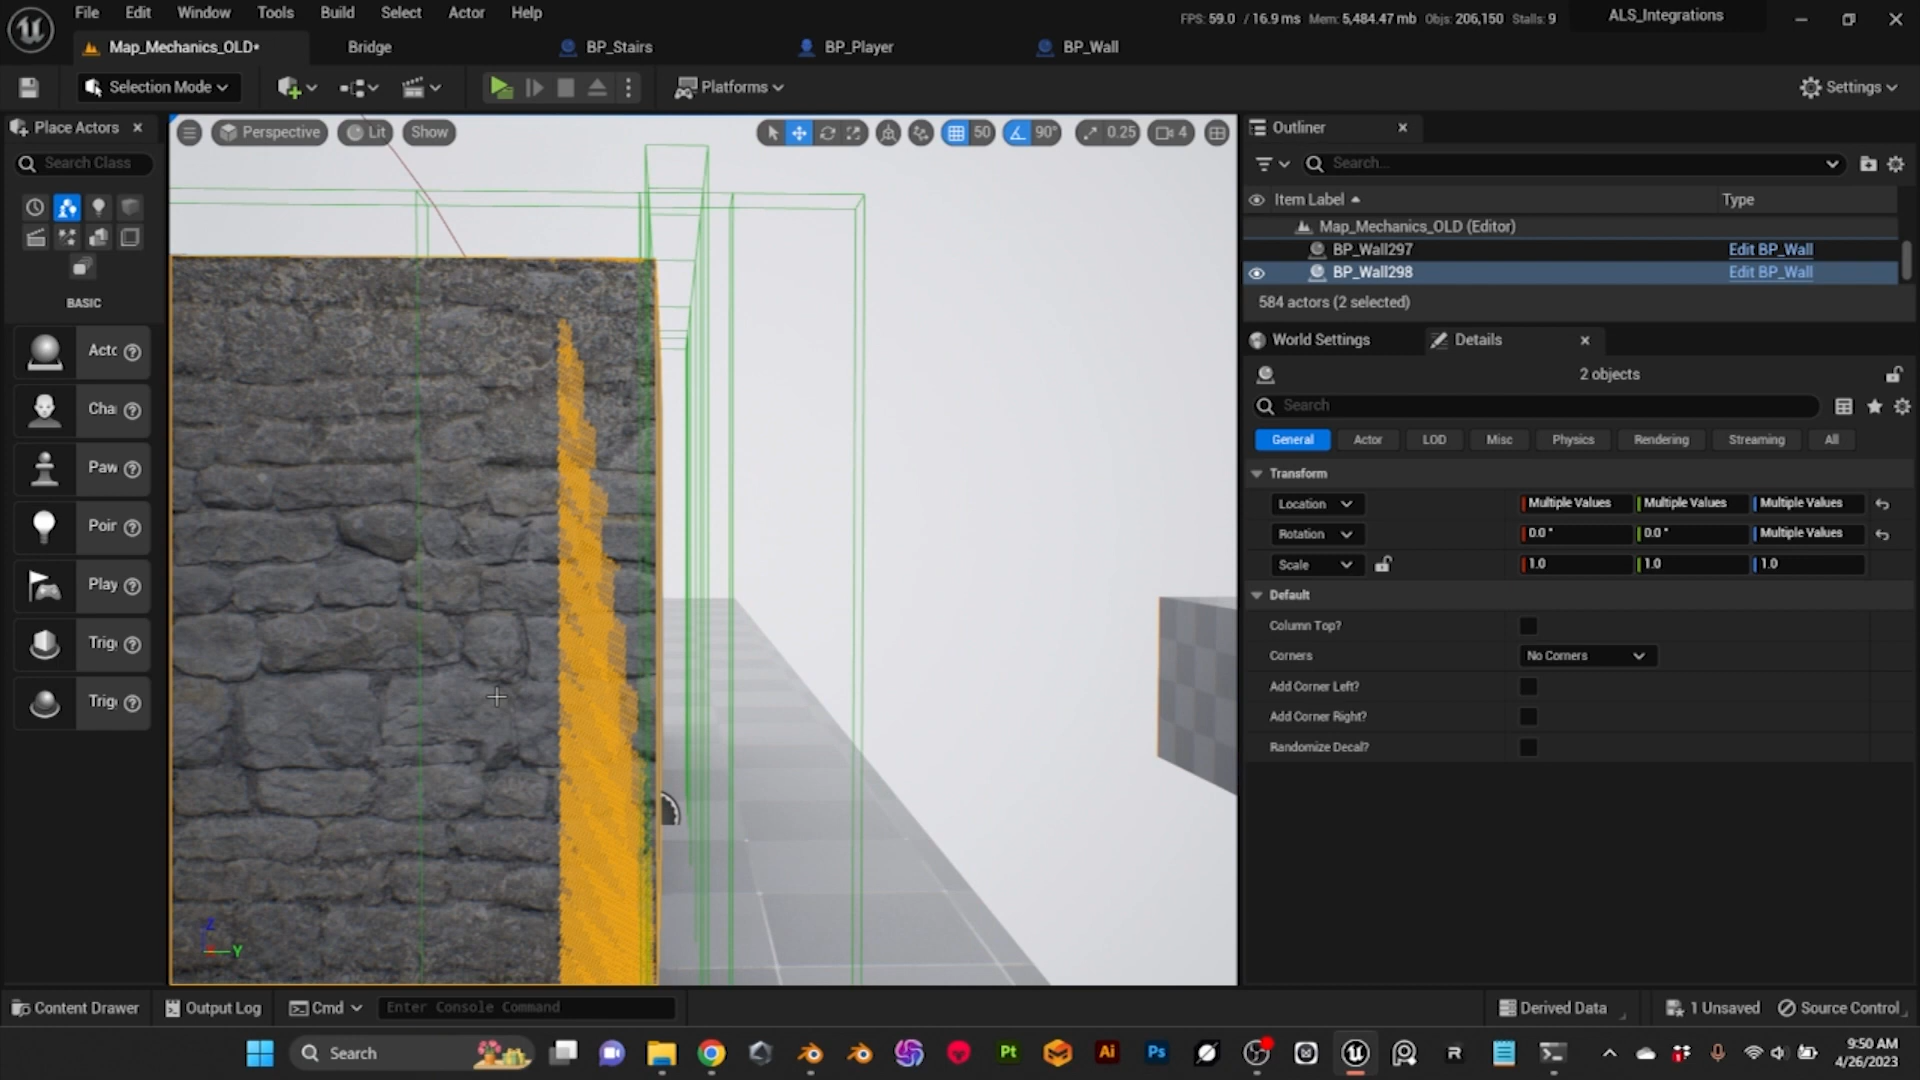 File Edit Window Tools Build Select Actor Help
FPS: 59.0 / 16.9 ms Mem: 5,484.47 mb Objs: 206,150 Stalls: 9
ALS_Integrations
Map_Mechanics_OLD*
Bridge
BP_Stairs
BP_Player
BP_Wall
Selection Mode
Platforms
Settings
Place Actors
Search Class
BASIC
Actc
Cha
Paw
Poir
Play
Trig
Trig
Perspective
Lit
Show
50
90°
0.25
4
Z
Y
Outliner
Search...
Item Label
Type
Map_Mechanics_OLD (Editor)
BP_Wall297 Edit BP_Wall
BP_Wall298 Edit BP_Wall
584 actors (2 selected)
World Settings
Details
2 objects
Search
General Actor LOD Misc Physics Rendering Streaming All
Transform
Location Multiple Values Multiple Values Multiple Values
Rotation 0.0 ° 0.0 ° Multiple Values
Scale 1.0 1.0 1.0
Default
Column Top?
Corners No Corners
Add Corner Left?
Add Corner Right?
Randomize Decal?
Content Drawer
Output Log
Cmd
Enter Console Command
Derived Data
1 Unsaved
Source Control
Search
Pt
Ai
Ps
R
9:50 AM
4/26/2023